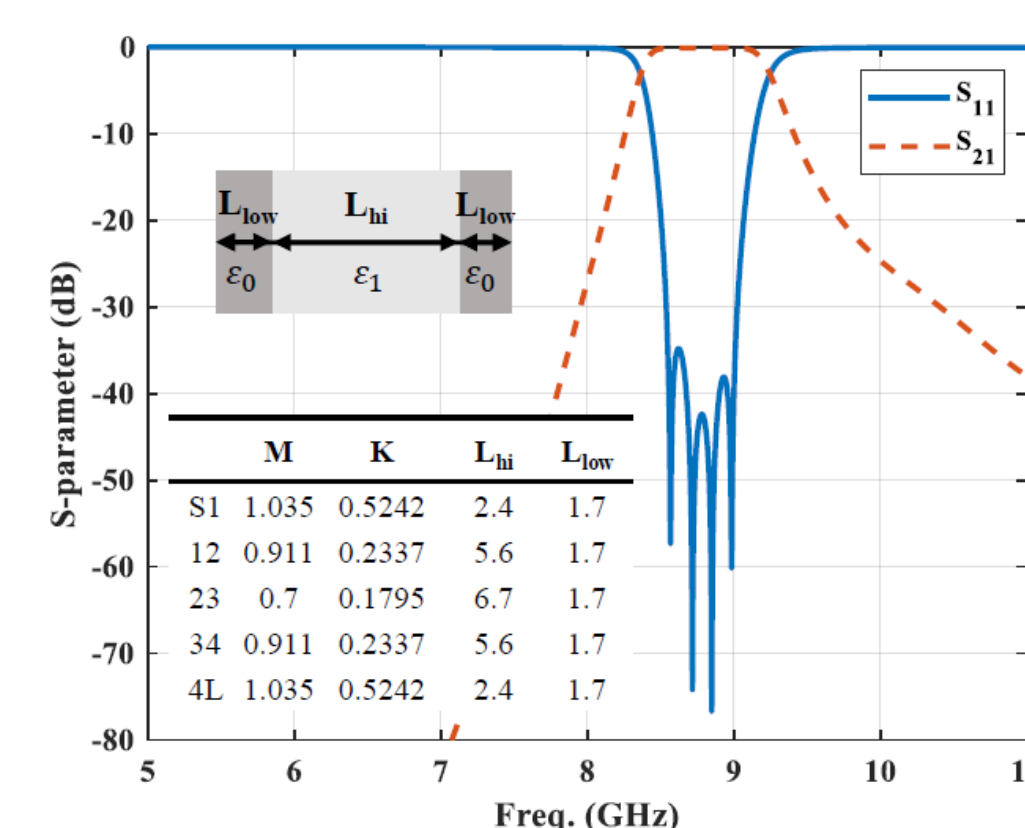 0
-10
-20
-30
-40
-50
-60
-70
-80
S-parameter (dB)
S11
S21
Llow Lhi Llow
ε0 ε1 ε0
M K Lhi Llow
S1 1.035 0.5242 2.4 1.7
12 0.911 0.2337 5.6 1.7
23 0.7 0.1795 6.7 1.7
34 0.911 0.2337 5.6 1.7
4L 1.035 0.5242 2.4 1.7
5 6 7 8 9 10 1
Freq. (GHz)